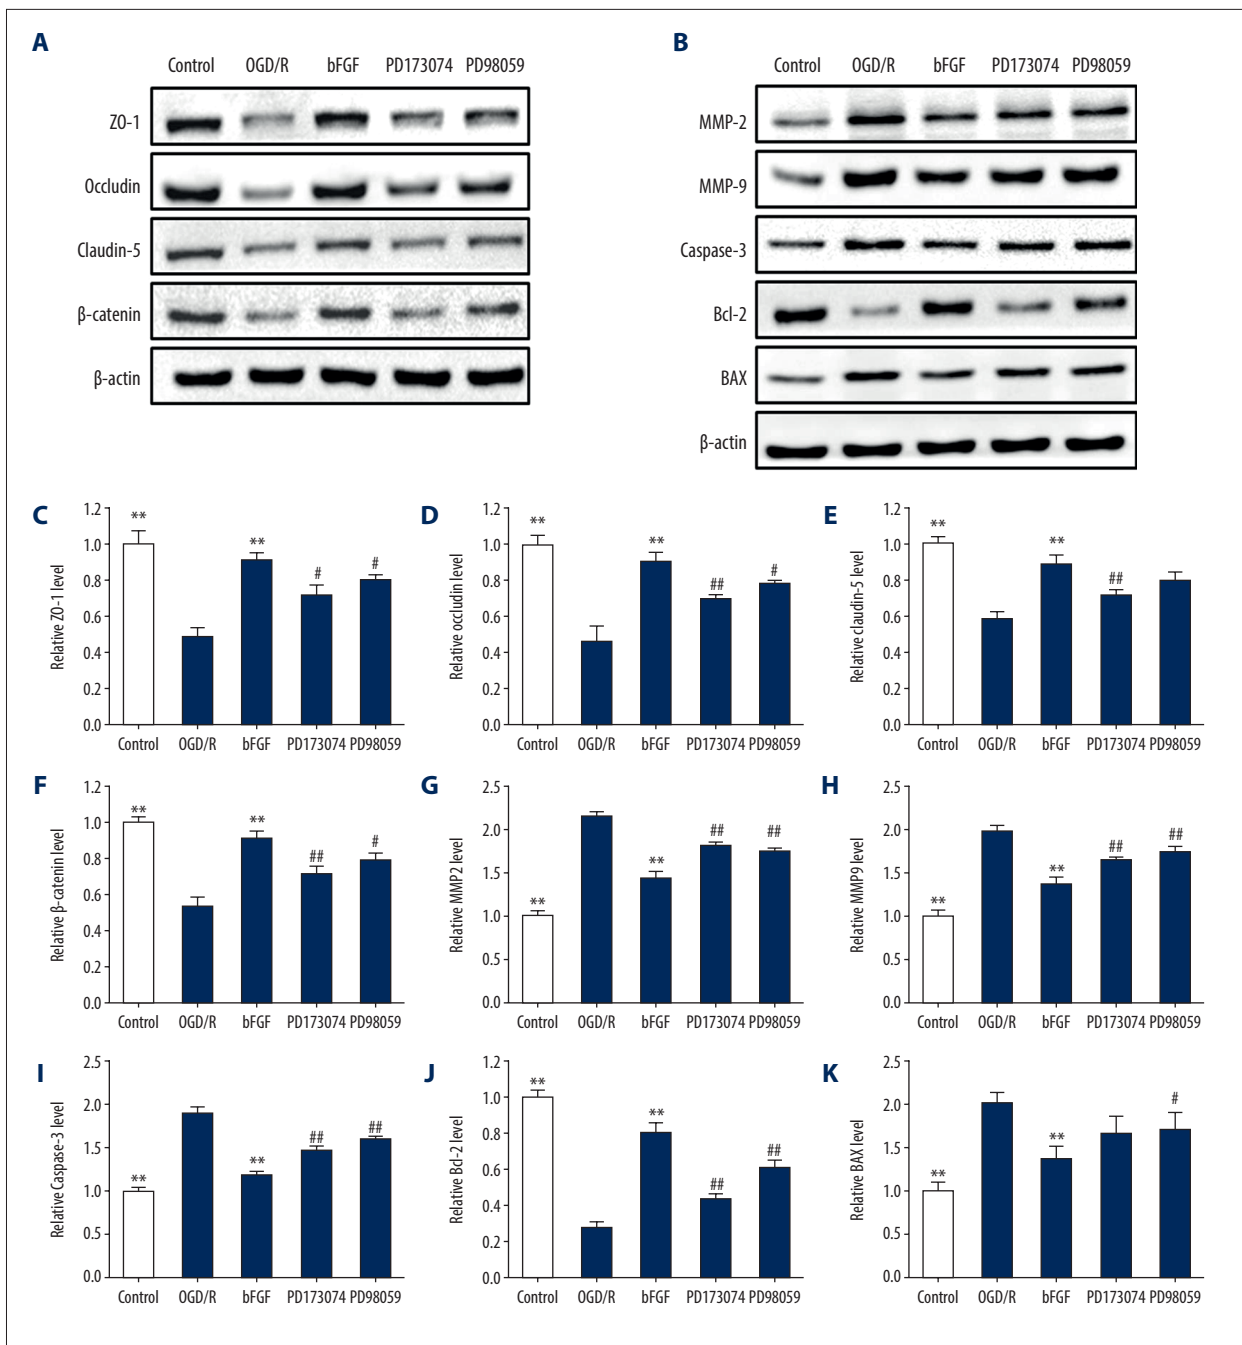 A
Control OGD/R bFGF PD173074 PD98059
ZO-1
Occludin
Claudin-5
β-catenin
β-actin
B
Control OGD/R bFGF PD173074 PD98059
MMP-2
MMP-9
Caspase-3
Bcl-2
BAX
β-actin
C
Relative ZO-1 level
1.2
1.0
0.8
0.6
0.4
0.2
0.0
** ** # #
Control OGD/R bFGF PD173074 PD98059
D
Relative occludin level
1.2
1.0
0.8
0.6
0.4
0.2
0.0
** ** ## #
Control OGD/R bFGF PD173074 PD98059
E
Relative claudin-5 level
1.2
1.0
0.8
0.6
0.4
0.2
0.0
** ** ##
Control OGD/R bFGF PD173074 PD98059
F
Relative β-catenin level
1.2
1.0
0.8
0.6
0.4
0.2
0.0
** ** ## #
Control OGD/R bFGF PD173074 PD98059
G
Relative MMP2 level
2.5
2.0
1.5
1.0
0.5
0.0
** ** ## ##
Control OGD/R bFGF PD173074 PD98059
H
Relative MMP9 level
2.5
2.0
1.5
1.0
0.5
0.0
** ** ## ##
Control OGD/R bFGF PD173074 PD98059
I
Relative Caspase-3 level
2.5
2.0
1.5
1.0
0.5
0.0
** ** ## ##
Control OGD/R bFGF PD173074 PD98059
J
Relative Bcl-2 level
1.2
1.0
0.8
0.6
0.4
0.2
0.0
** ** ## ##
Control OGD/R bFGF PD173074 PD98059
K
Relative BAX level
2.5
2.0
1.5
1.0
0.5
0.0
** ** #
Control OGD/R bFGF PD173074 PD98059